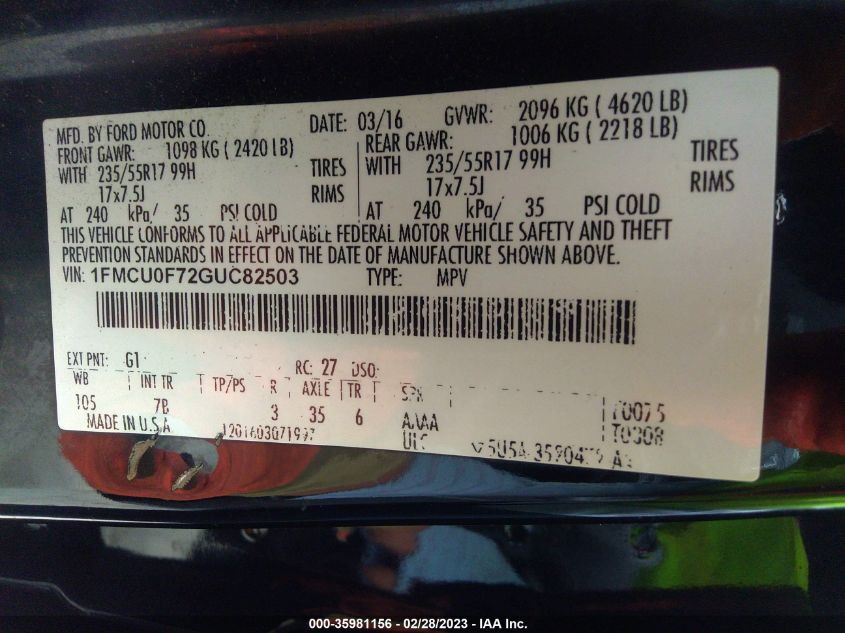 MFD. BY FORD MOTOR CO. DATE: 03/16 GVWR: 2096 KG ( 4620 LB)
FRONT GAWR: 1098 KG ( 2420 LB) REAR GAWR: 1006 KG ( 2218 LB)
WITH 235/55R17 99H TIRES WITH 235/55R17 99H TIRES
17x7.5J RIMS 17x7.5J RIMS
AT 240 kPa/ 35 PSI COLD AT 240 kPa/ 35 PSI COLD
THIS VEHICLE CONFORMS TO ALL APPLICABLE FEDERAL MOTOR VEHICLE SAFETY AND THEFT
PREVENTION STANDARDS IN EFFECT ON THE DATE OF MANUFACTURE SHOWN ABOVE.
VIN: 1FMCU0F72GUC82503 TYPE: MPV
EXT PNT: G1 RC: 27 DSO:
WB INT TR TP/PS R AXLE TR SPR
105 7B 3 35 6 T0075
MADE IN U.S.A. T0308
000-35981156 - 02/28/2023 - IAA Inc.